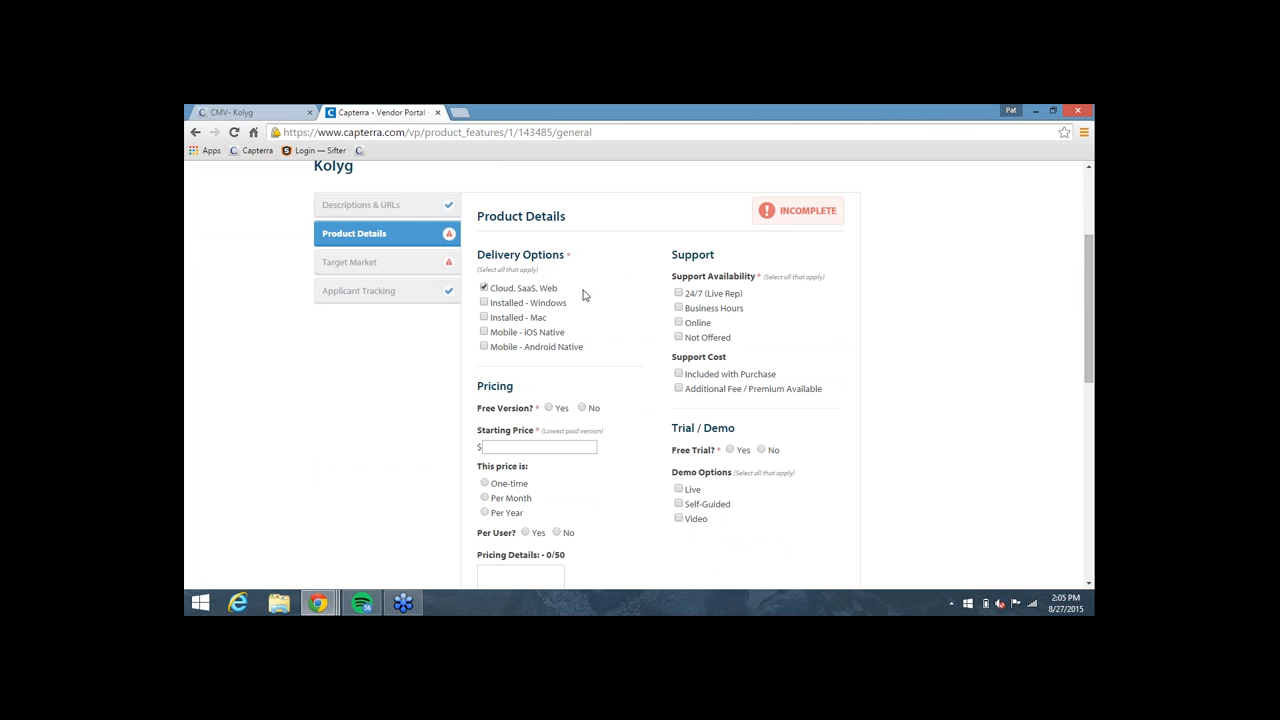 CMV- Kolyg
Capterra - Vendor Portal
Pat
https://www.capterra.com/vp/product_features/1/143485/general
Apps
Capterra
Login — Sifter
Kolyg
Descriptions & URLs
Product Details
Target Market
Applicant Tracking
Product Details
INCOMPLETE
Delivery Options *
(Select all that apply)
Cloud, SaaS, Web
Installed - Windows
Installed - Mac
Mobile - iOS Native
Mobile - Android Native
Pricing
Free Version? * Yes No
Starting Price * (Lowest paid version)
$
This price is:
One-time
Per Month
Per Year
Per User? Yes No
Pricing Details: - 0/50
Support
Support Availability * (Select all that apply)
24/7 (Live Rep)
Business Hours
Online
Not Offered
Support Cost
Included with Purchase
Additional Fee / Premium Available
Trial / Demo
Free Trial? * Yes No
Demo Options (Select all that apply)
Live
Self-Guided
Video
2:05 PM
8/27/2015